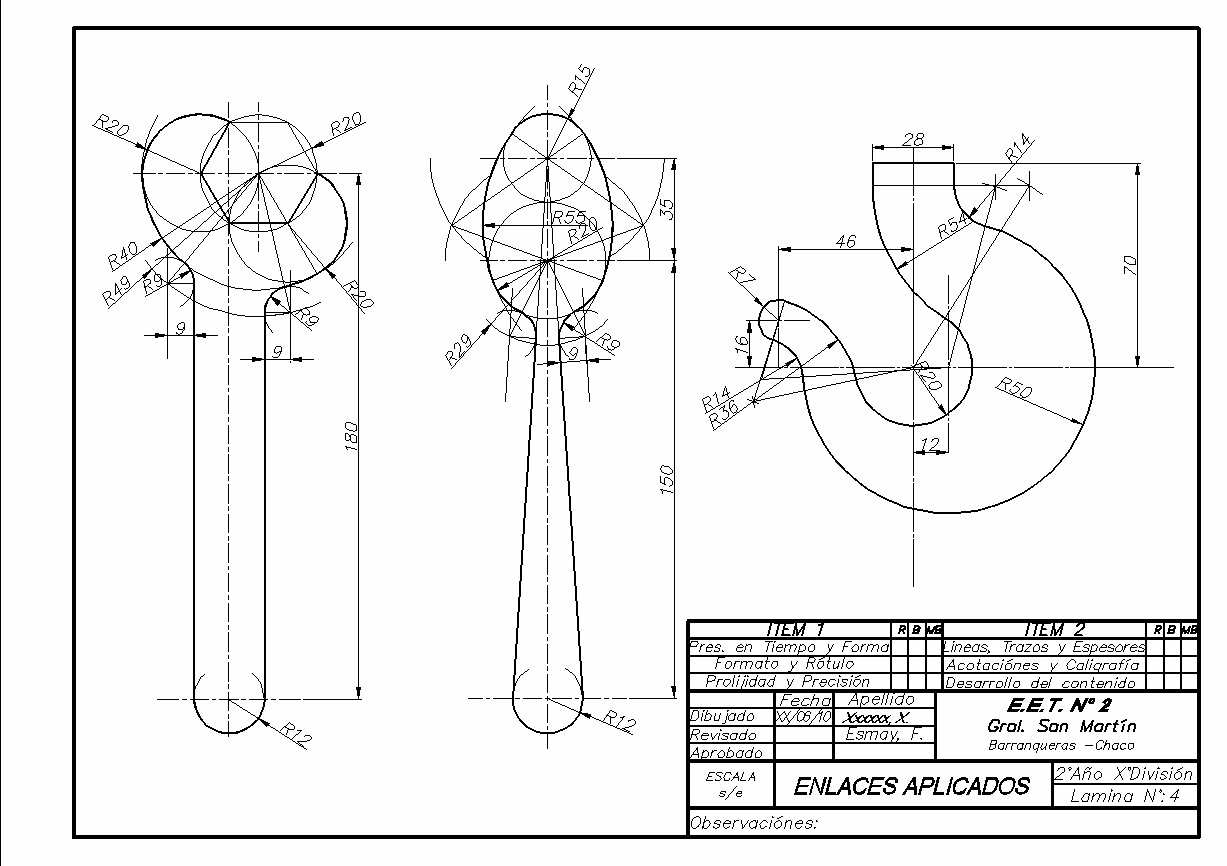 R20
R20
R40
R49
R9
R9
R20
9
9
180
R12
R15
R55
R20
35
R29
R9
9
150
R12
28
R14
R54
46
70
R7
16
R14
R36
R20
R50
12
ITEM 1 R B MB ITEM 2 R B MB
Pres. en Tiempo y Forma Líneas, Trazos y Espesores
Formato y Rótulo Acotaciónes y Caligrafía
Prolijidad y Precisión Desarrollo del contenido
Fecha Apellido
Dibujado XX/06/10 Xxxxxx, X.
Revisado Esmay, F.
Aprobado
E.E.T. Nº 2
Gral. San Martín
Barranqueras -Chaco
ESCALA
s/e
ENLACES APLICADOS
2°Año X°División
Lamina N°: 4
Observaciónes: